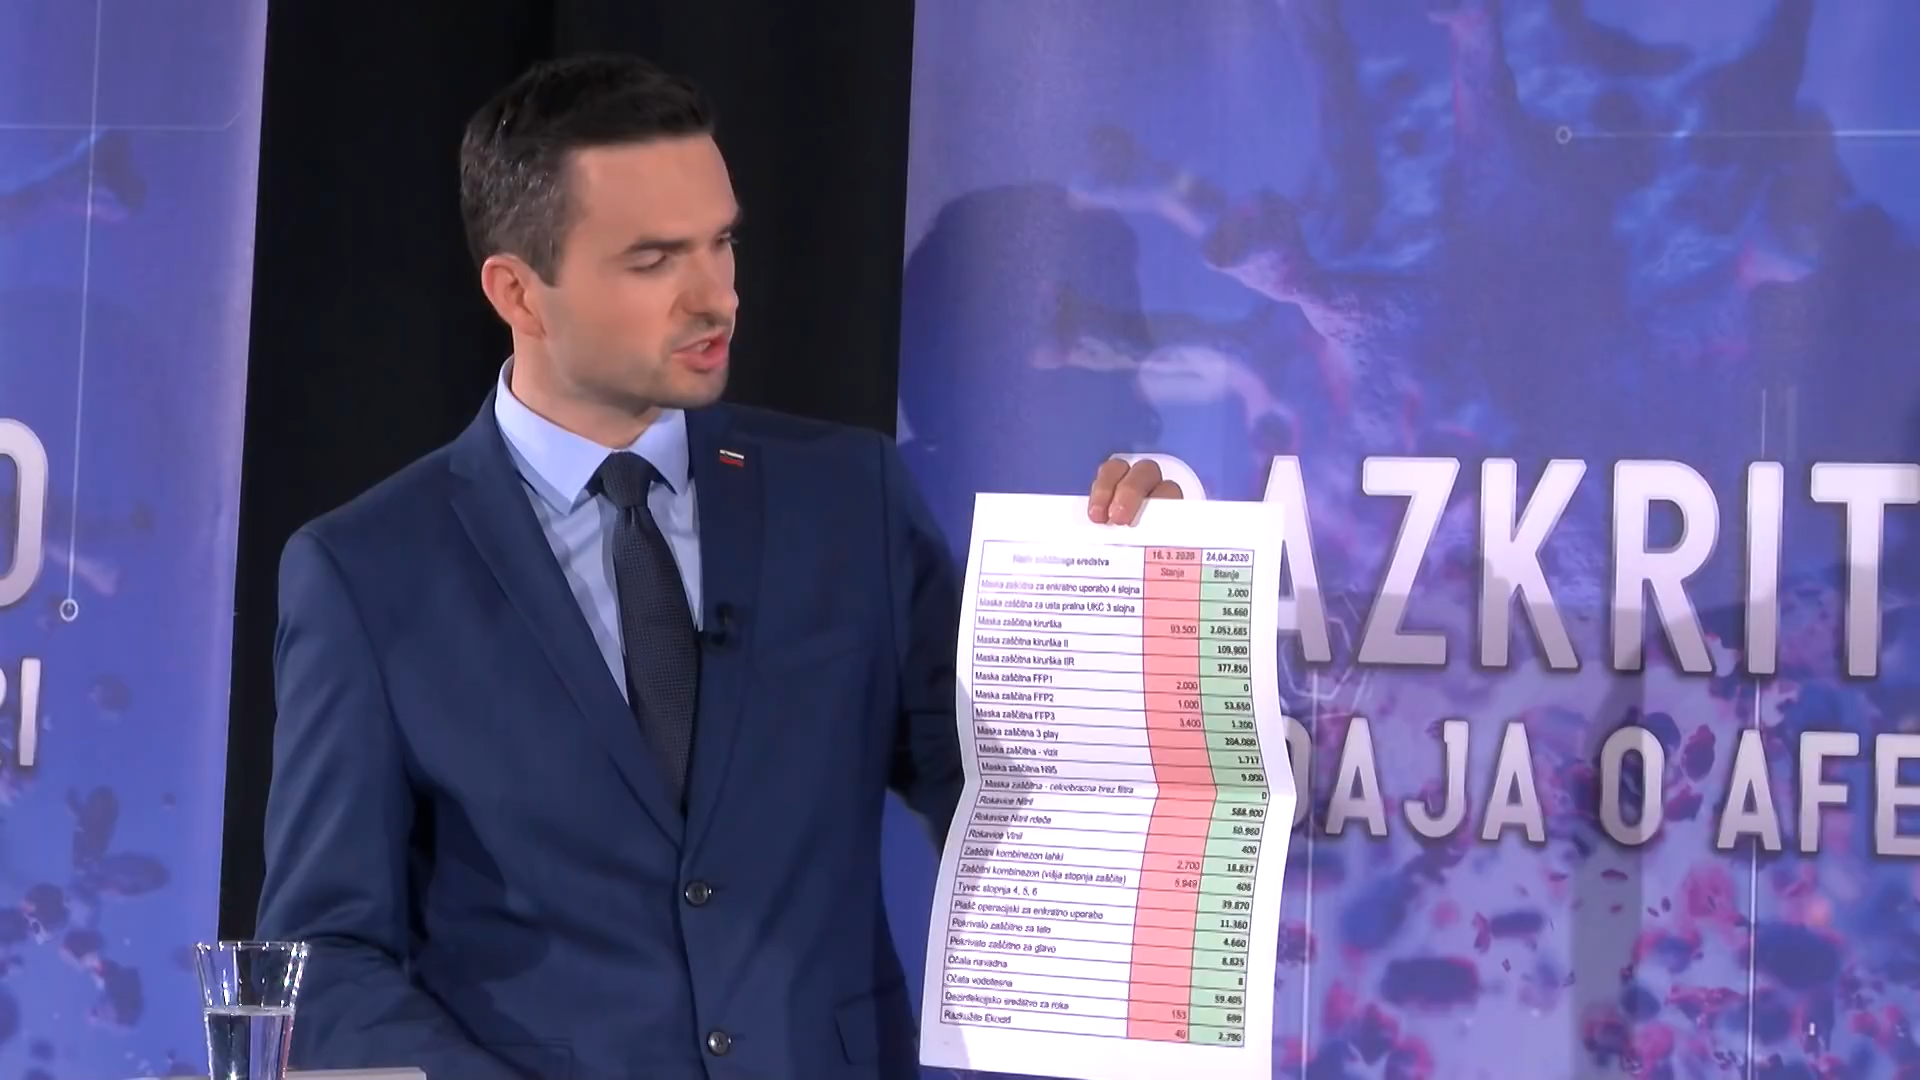 O
RI
RAZKRIT
DAJA O AFE
zaščitnega sredstva 16. 3. 2020 24.04.2020
Stanje Stanje
Maska zaščitna za enkratno uporabo 4 slojna 2.000
Maska zaščitna za usta pralna UKC 3 slojna 36.660
Maska zaščitna kirurška 93.500 2.052.685
Maska zaščitna kirurška II 109.900
Maska zaščitna kirurška IIR 377.850
Maska zaščitna FFP1 2.000 0
Maska zaščitna FFP2 1.000 53.650
Maska zaščitna FFP3 3.400 1.200
Maska zaščitna 3 play 204.000
Maska zaščitna - vizir 1.717
Maska zaščitna N95 9.000
Maska zaščitna - celoobrazna brez filtra 0
Rokavice Nitril 588.900
Rokavice Nitril rdeče 50.960
Rokavice Vinil 400
Zaščitni kombinezon lahki 2.700 18.837
Zaščitni kombinezon (višja stopnja zaščite) 5.949
Tyvec stopnja 4, 5, 6 39.870
Plašč operacijski za enkratno uporabo 11.360
Pokrivalo zaščitno za telo 4.660
Pokrivalo zaščitno za glavo 8.825
Očala navadna 8
Očala vodotesna 59.405
Dezinfekcijsko sredstvo za roke 153 699
Razkužilo Ekocid 40 2.790